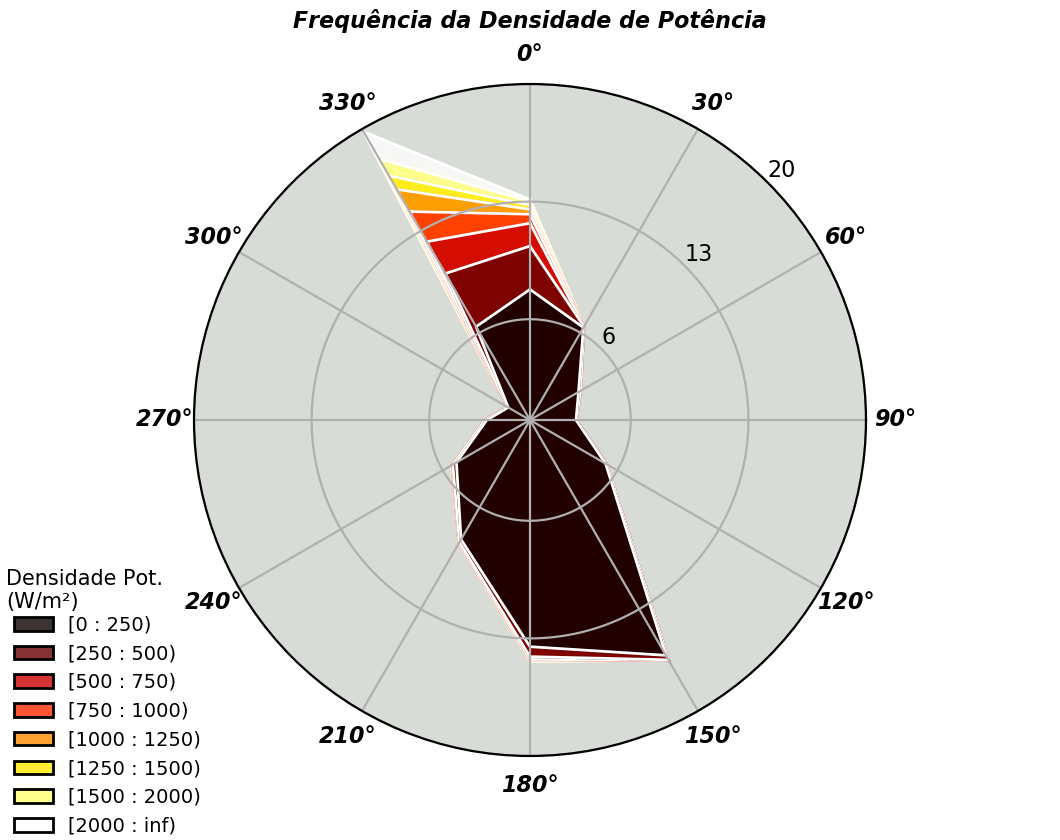 Frequência da Densidade de Potência
0°
330°
30°
20
300°
60°
13
6
270°
90°
240°
120°
210°
150°
180°
Densidade Pot.
(W/m²)
[0 : 250)
[250 : 500)
[500 : 750)
[750 : 1000)
[1000 : 1250)
[1250 : 1500)
[1500 : 2000)
[2000 : inf)